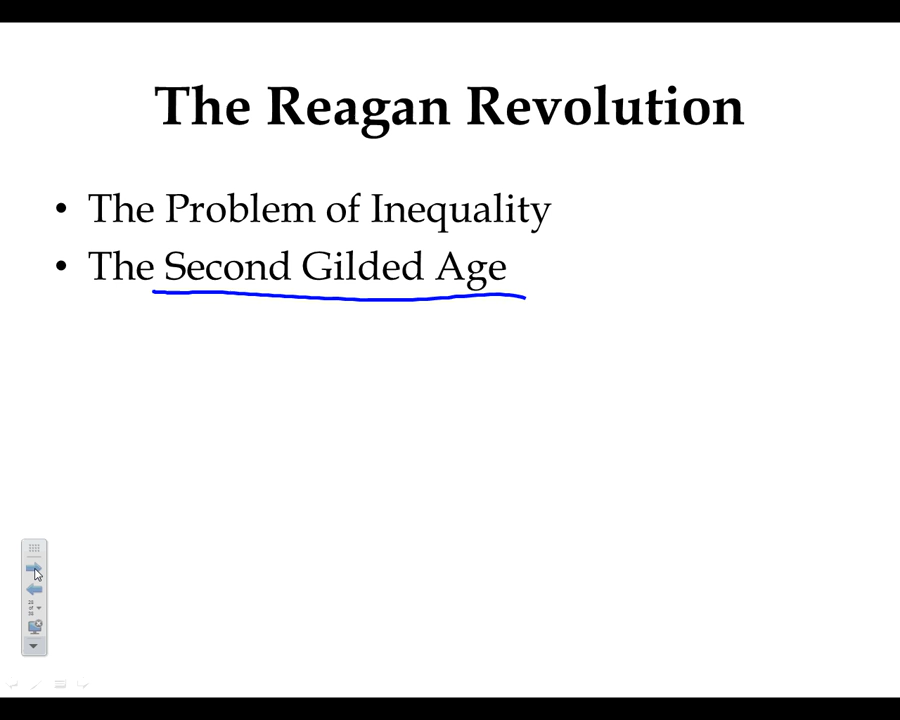 The Reagan Revolution
• The Problem of Inequality
• The Second Gilded Age